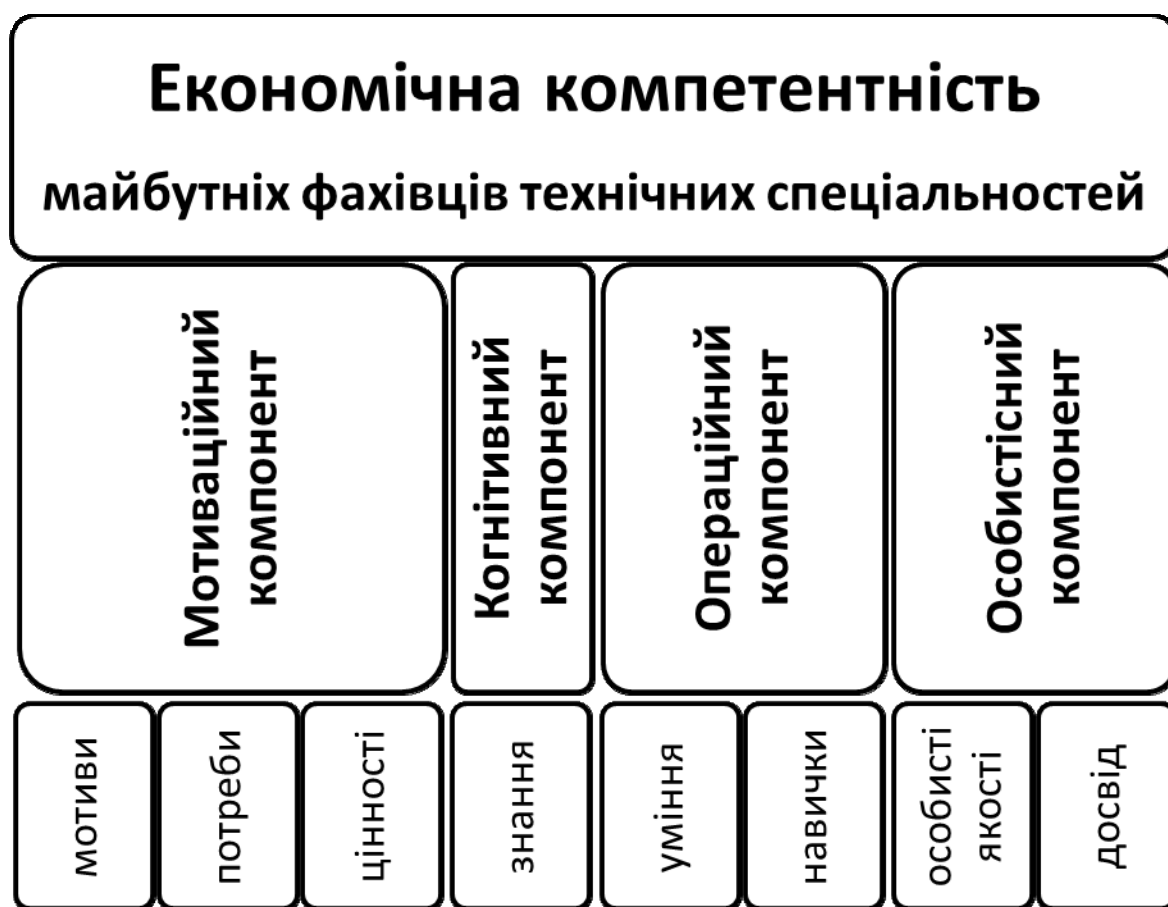 Економічна компетентність
майбутніх фахівців технічних спеціальностей
Мотиваційний
компонент
Когнітивний
компонент
Операційний
компонент
Особистісний
компонент
мотиви
потреби
цінності
знання
уміння
навички
особисті
якості
досвід